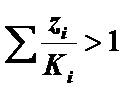 ∑ z_i / K_i > 1